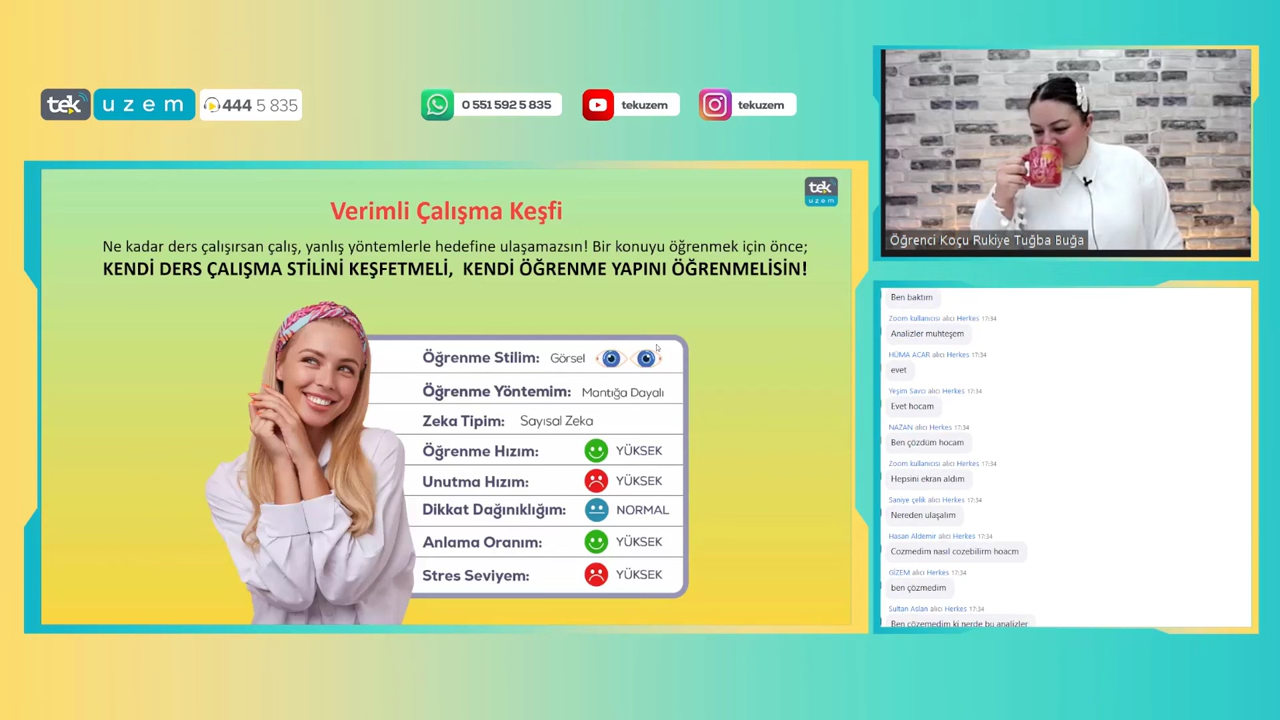 tek uzem 444 5 835
0 551 592 5 835
tekuzem
tekuzem
tek
uzem
Verimli Çalışma Keşfi
Ne kadar ders çalışırsan çalış, yanlış yöntemlerle hedefine ulaşamazsın! Bir konuyu öğrenmek için önce;
KENDİ DERS ÇALIŞMA STİLİNİ KEŞFETMELİ, KENDİ ÖĞRENME YAPINI ÖĞRENMELİSİN!
Öğrenme Stilim: Görsel
Öğrenme Yöntemim: Mantığa Dayalı
Zeka Tipim: Sayısal Zeka
Öğrenme Hızım: YÜKSEK
Unutma Hızım: YÜKSEK
Dikkat Dağınıklığım: NORMAL
Anlama Oranım: YÜKSEK
Stres Seviyem: YÜKSEK
Öğrenci Koçu Rukiye Tuğba Buğa
Ben baktım
Zoom kullanıcısı alıcı Herkes 17:34
Analizler muhteşem
HÜMA ACAR alıcı Herkes 17:34
evet
Yeşim Savcı alıcı Herkes 17:34
Evet hocam
NAZAN alıcı Herkes 17:34
Ben çözdüm hocam
Zoom kullanıcısı alıcı Herkes 17:34
Hepsini ekran aldım
Saniye çelik alıcı Herkes 17:34
Nereden ulaşalım
Hasan Aldemir alıcı Herkes 17:34
Cozmedim nasıl cozebilirm hoacm
GİZEM alıcı Herkes 17:34
ben çözmedim
Sultan Aslan alıcı Herkes 17:34
Ben çözemedim ki nerde bu analizler